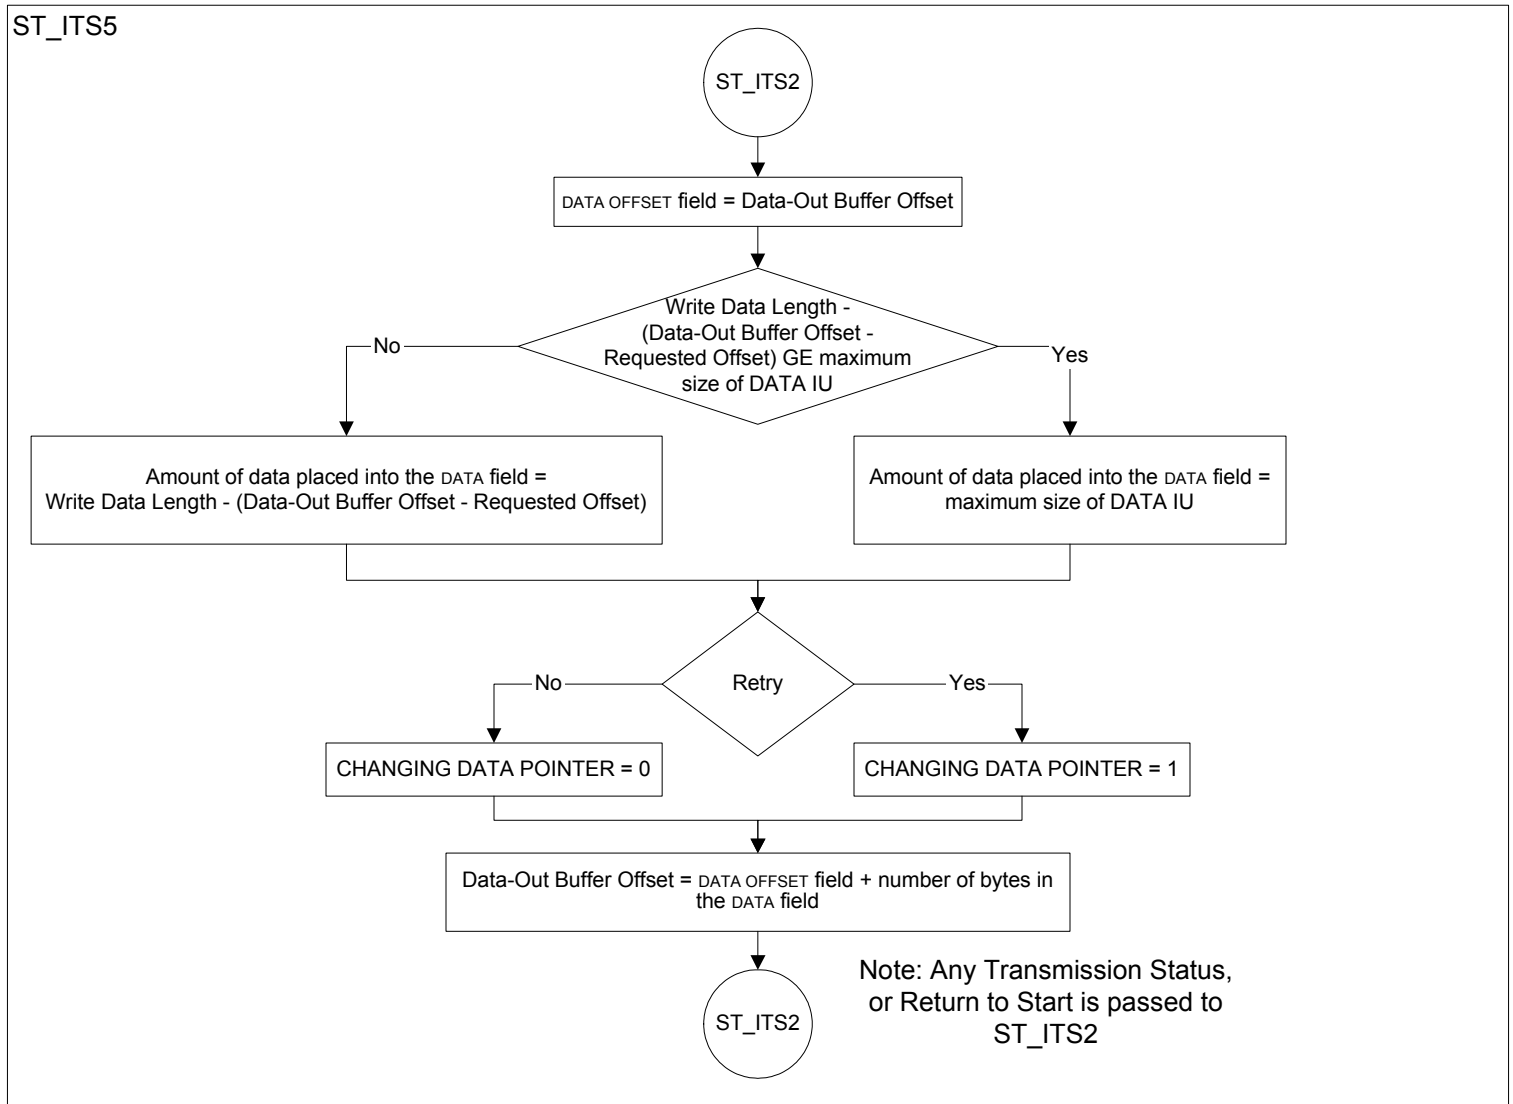 ST_ITS5
ST_ITS2
DATA OFFSET field = Data-Out Buffer Offset
Write Data Length -
(Data-Out Buffer Offset -
Requested Offset) GE maximum
size of DATA IU
No
Yes
Amount of data placed into the DATA field =
Write Data Length - (Data-Out Buffer Offset - Requested Offset)
Amount of data placed into the DATA field =
maximum size of DATA IU
Retry
No
Yes
CHANGING DATA POINTER = 0
CHANGING DATA POINTER = 1
Data-Out Buffer Offset = DATA OFFSET field + number of bytes in
the DATA field
ST_ITS2
Note: Any Transmission Status,
or Return to Start is passed to
ST_ITS2